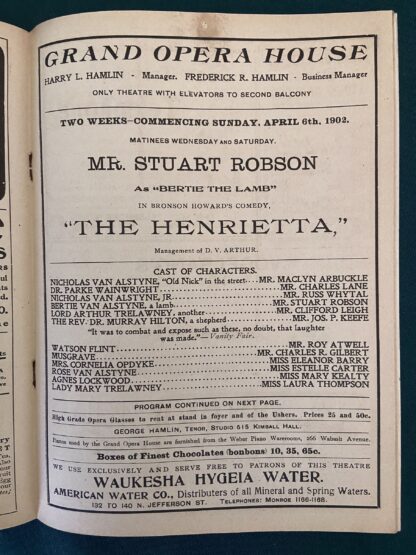 GRAND OPERA HOUSE
HARRY L. HAMLIN - Manager. FREDERICK R. HAMLIN - Business Manager
ONLY THEATRE WITH ELEVATORS TO SECOND BALCONY
TWO WEEKS—COMMENCING SUNDAY, APRIL 6th, 1902.
MATINEES WEDNESDAY AND SATURDAY.
MR. STUART ROBSON
As "BERTIE THE LAMB"
IN BRONSON HOWARD'S COMEDY,
"THE HENRIETTA,"
Management of D. V. ARTHUR.
CAST OF CHARACTERS.
NICHOLAS VAN ALSTYNE, "Old Nick" in the street....MR. MACLYN ARBUCKLE
DR. PARKE WAINWRIGHT....MR. CHARLES LANE
NICHOLAS VAN ALSTYNE, JR....MR. RUSS WHYTAL
BERTIE VAN ALSTYNE, a lamb....MR. STUART ROBSON
LORD ARTHUR TRELAWNEY, another....MR. CLIFFORD LEIGH
THE REV. DR. MURRAY HILTON, a shepherd....MR. JOS. P. KEEFE
"It was to combat and expose such as these, no doubt, that laughter
was made."—Vanity Fair.
WATSON FLINT....MR. ROY ATWELL
MUSGRAVE....MR. CHARLES R. GILBERT
MRS. CORNELIA OPDYKE....MISS ELEANOR BARRY
ROSE VAN ALSTYNE....MISS ESTELLE CARTER
AGNES LOCKWOOD....MISS MARY KEALTY
LADY MARY TRELAWNEY....MISS LAURA THOMPSON
PROGRAM CONTINUED ON NEXT PAGE.
High Grade Opera Glasses to rent at stand in foyer and of the Ushers. Prices 25 and 50c.
GEORGE HAMLIN, TENOR, STUDIO 515 KIMBALL HALL.
Pianos used by the Grand Opera House are furnished from the Weber Piano Warerooms, 266 Wabash Avenue.
Boxes of Finest Chocolates (bonbons) 10, 35, 65c.
WE USE EXCLUSIVELY AND SERVE FREE TO PATRONS OF THIS THEATRE
WAUKESHA HYGEIA WATER.
AMERICAN WATER CO., Distributers of all Mineral and Spring Waters.
132 TO 140 N. JEFFERSON ST. TELEPHONES: MONROE 1166-1168.